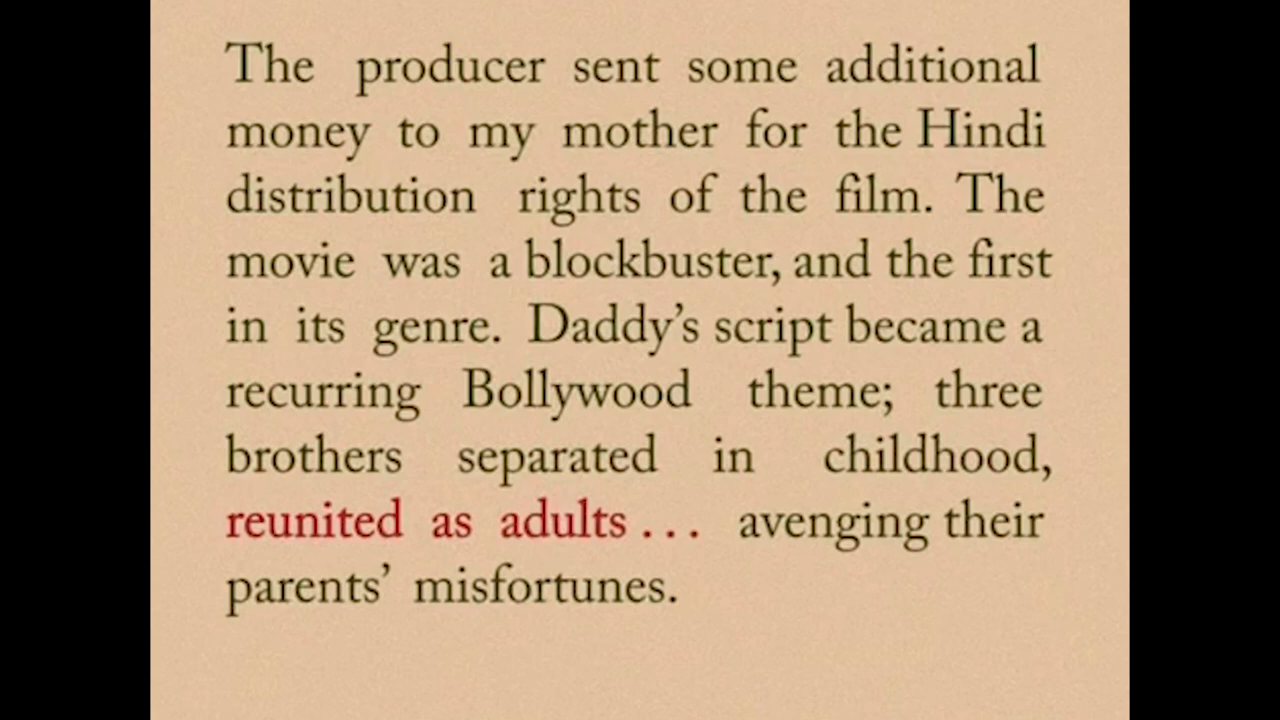 The producer sent some additional
money to my mother for the Hindi
distribution rights of the film. The
movie was a blockbuster, and the first
in its genre. Daddy’s script became a
recurring Bollywood theme; three
brothers separated in childhood,
reunited as adults . . . avenging their
parents’ misfortunes.